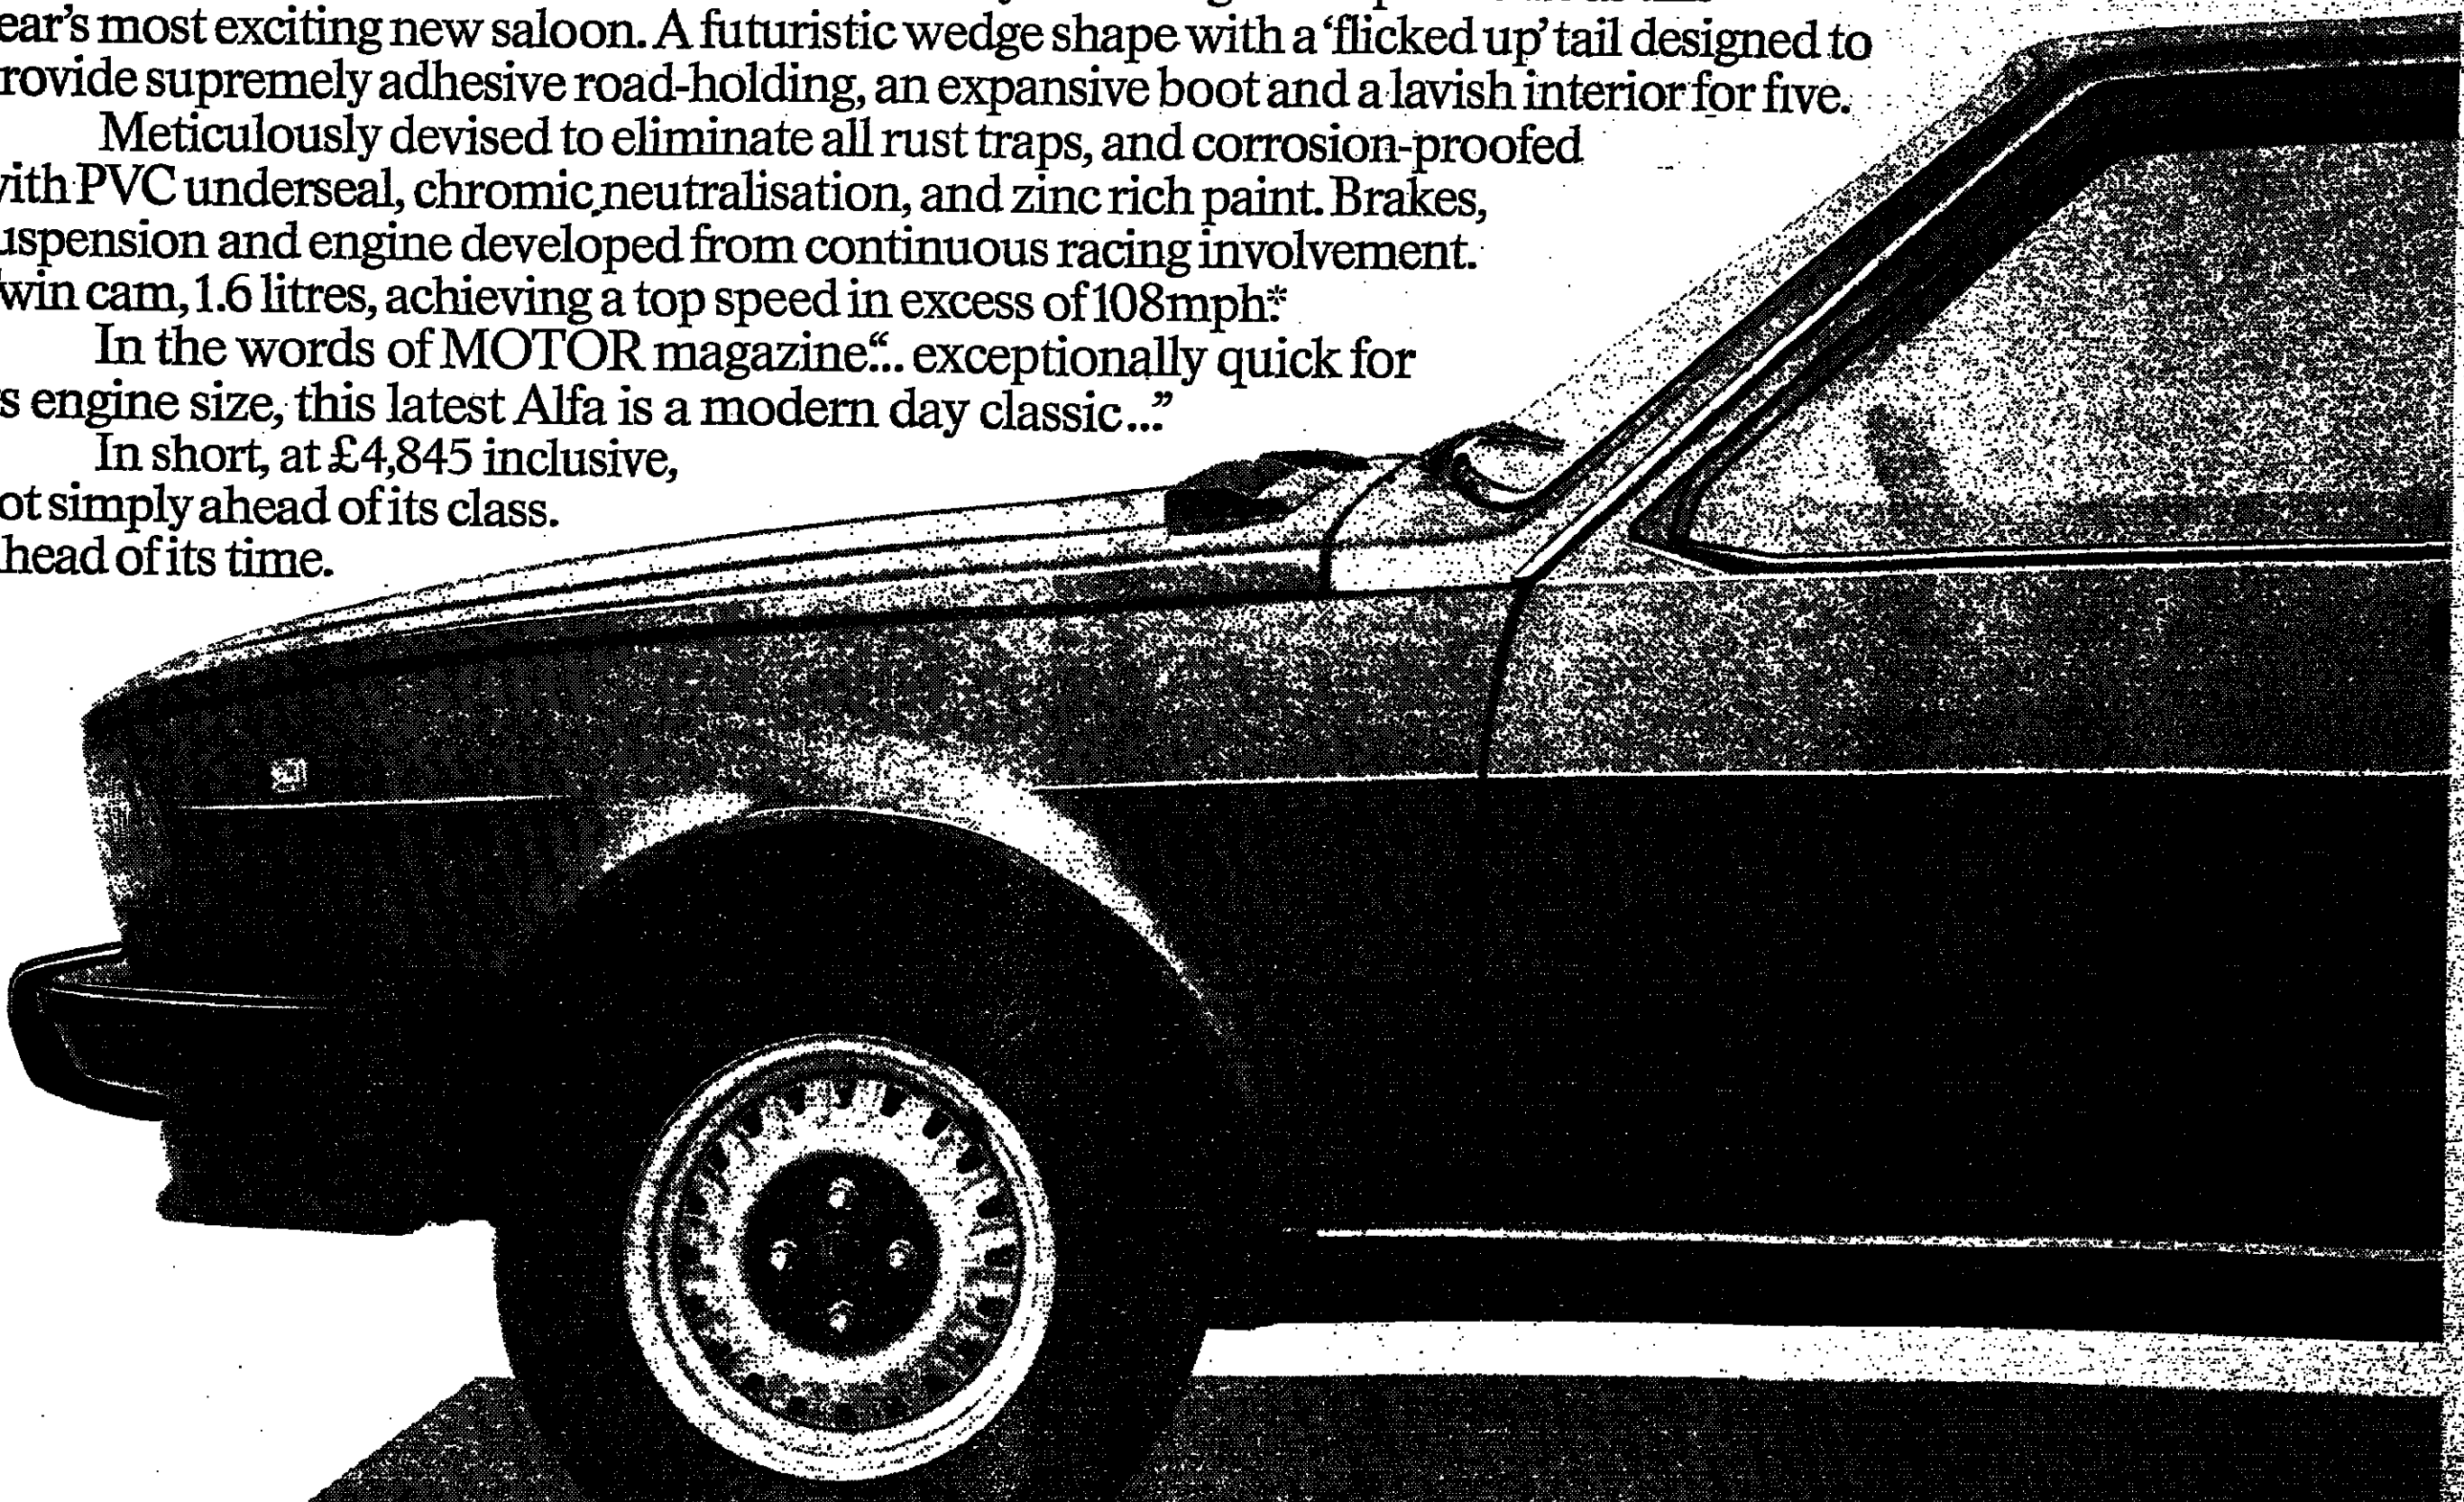 ear's most exciting new saloon. A futuristic wedge shape with a 'flicked up' tail designed to
rovide supremely adhesive road-holding, an expansive boot and a lavish interior for five.
Meticulously devised to eliminate all rust traps, and corrosion-proofed
with PVC underseal, chromic neutralisation, and zinc rich paint. Brakes,
uspension and engine developed from continuous racing involvement.
win cam, 1.6 litres, achieving a top speed in excess of 108mph.*
In the words of MOTOR magazine “... exceptionally quick for
s engine size, this latest Alfa is a modern day classic...”
In short, at £4,845 inclusive,
ot simply ahead of its class.
head of its time.